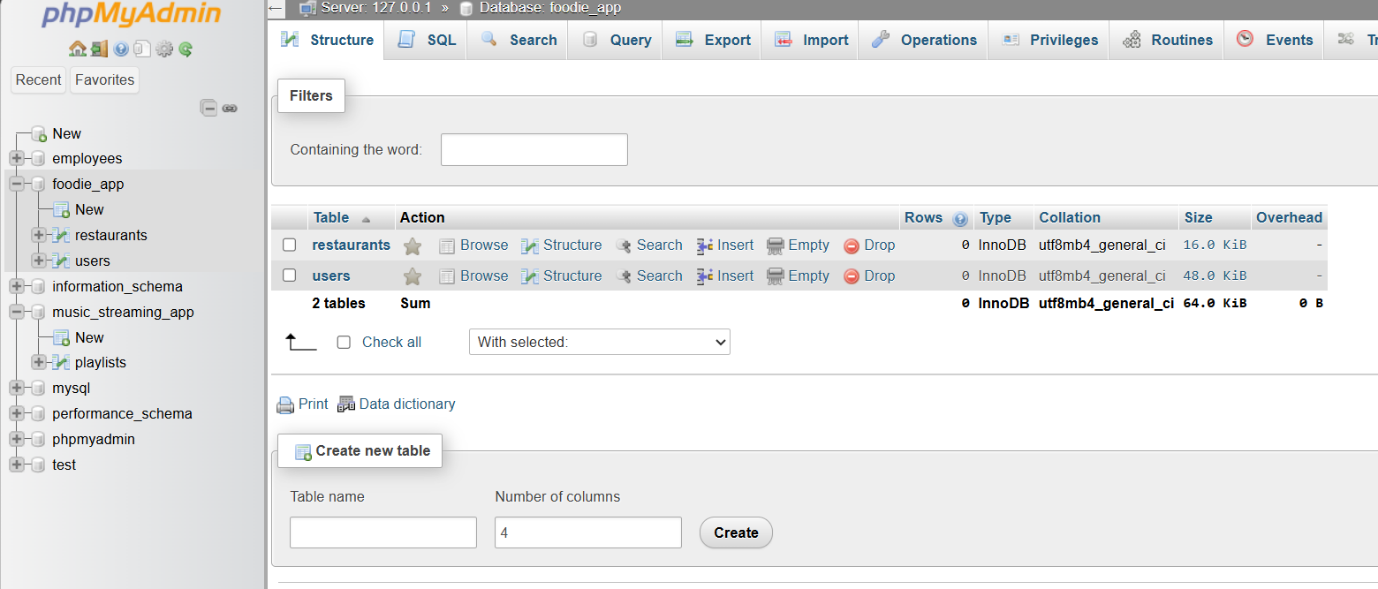 phpMyAdmin
Recent Favorites
New
employees
foodie_app
New
restaurants
users
information_schema
music_streaming_app
New
playlists
mysql
performance_schema
phpmyadmin
test
Server: 127.0.0.1 » Database: foodie_app
Structure SQL Search Query Export Import Operations Privileges Routines Events
Filters
Containing the word:
Table Action Rows Type Collation Size Overhead
restaurants Browse Structure Search Insert Empty Drop 0 InnoDB utf8mb4_general_ci 16.0 KiB -
users Browse Structure Search Insert Empty Drop 0 InnoDB utf8mb4_general_ci 48.0 KiB -
2 tables Sum 0 InnoDB utf8mb4_general_ci 64.0 KiB 0 B
Check all With selected:
Print Data dictionary
Create new table
Table name Number of columns
4 Create